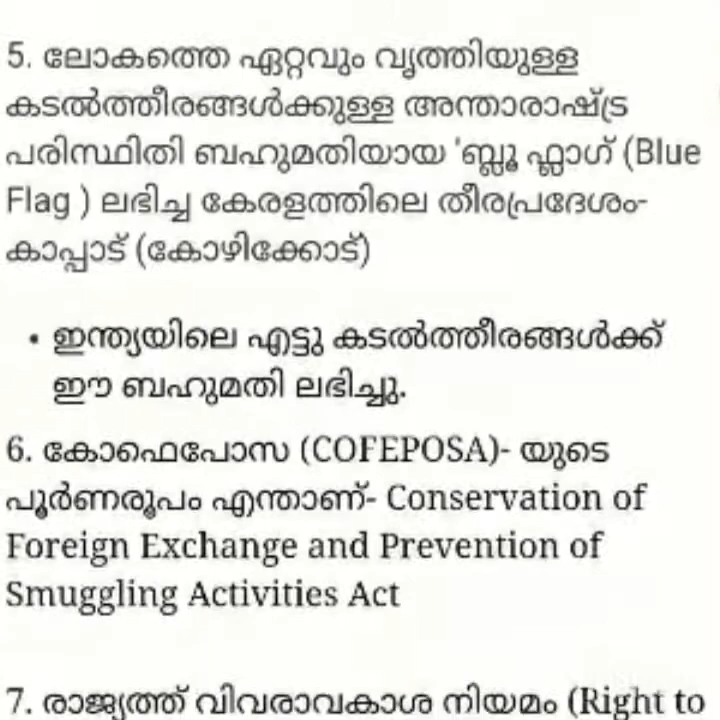 5. ലോകത്തെ ഏറ്റവും വൃത്തിയുള്ള
കടൽത്തീരങ്ങൾക്കുള്ള അന്താരാഷ്ട്ര
പരിസ്ഥിതി ബഹുമതിയായ 'ബ്ലൂ ഫ്ലാഗ് (Blue
Flag ) ലഭിച്ച കേരളത്തിലെ തീരപ്രദേശം-
കാപ്പാട് (കോഴിക്കോട്)
• ഇന്ത്യയിലെ എട്ടു കടൽത്തീരങ്ങൾക്ക്
ഈ ബഹുമതി ലഭിച്ചു.
6. കോഫെപോസ (COFEPOSA)- യുടെ
പൂർണരൂപം എന്താണ്- Conservation of
Foreign Exchange and Prevention of
Smuggling Activities Act
7. രാജ്യത്ത് വിവരാവകാശ നിയമം (Right to